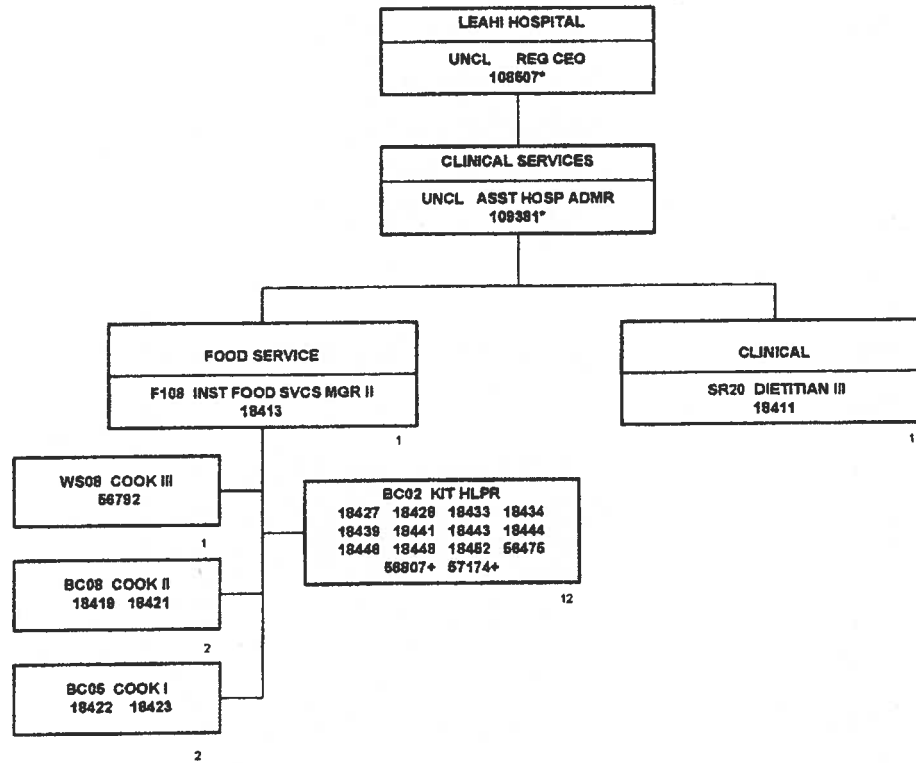 LEAHI HOSPITAL
UNCL REG CEO
108507*
CLINICAL SERVICES
UNCL ASST HOSP ADMR
109381*
FOOD SERVICE
F108 INST FOOD SVCS MGR II
18413
1
CLINICAL
SR20 DIETITIAN III
18411
1
WS08 COOK III
56792
1
BC08 COOK II
18419 18421
2
BC05 COOK I
18422 18423
2
BC02 KIT HLPR
18427 18428 18433 18434
18439 18441 18443 18444
18446 18448 18452 56475
56807+ 57174+
12